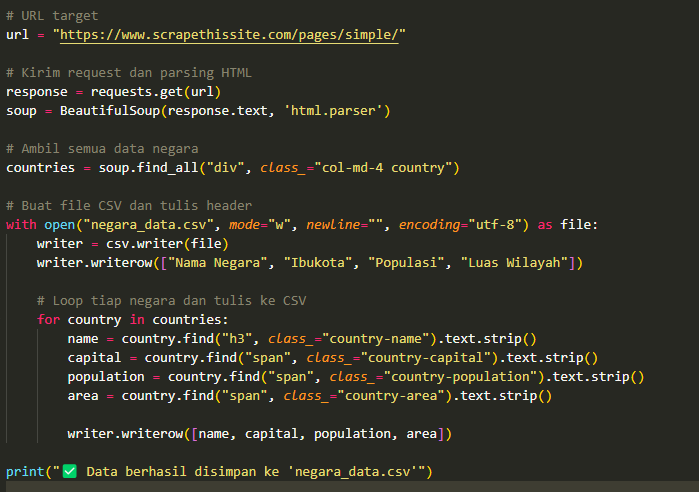 # URL target
url = "https://www.scrapethissite.com/pages/simple/"
# Kirim request dan parsing HTML
response = requests.get(url)
soup = BeautifulSoup(response.text, 'html.parser')
# Ambil semua data negara
countries = soup.find_all("div", class_="col-md-4 country")
# Buat file CSV dan tulis header
with open("negara_data.csv", mode="w", newline="", encoding="utf-8") as file:
    writer = csv.writer(file)
    writer.writerow(["Nama Negara", "Ibukota", "Populasi", "Luas Wilayah"])
    # Loop tiap negara dan tulis ke CSV
    for country in countries:
        name = country.find("h3", class_="country-name").text.strip()
        capital = country.find("span", class_="country-capital").text.strip()
        population = country.find("span", class_="country-population").text.strip()
        area = country.find("span", class_="country-area").text.strip()
        writer.writerow([name, capital, population, area])
print("✅ Data berhasil disimpan ke 'negara_data.csv'")